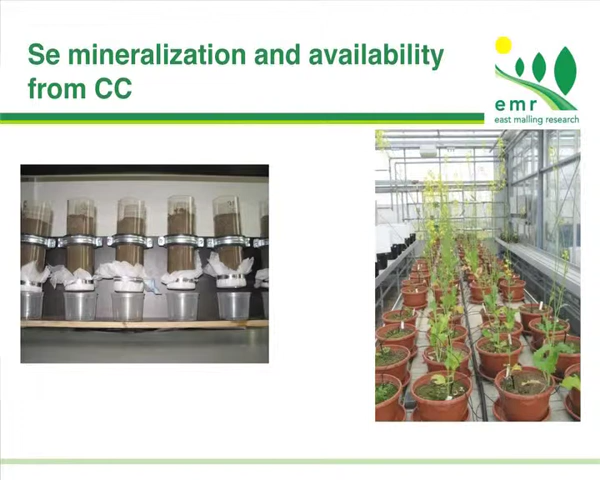 Se mineralization and availability
from CC
emr
east malling research